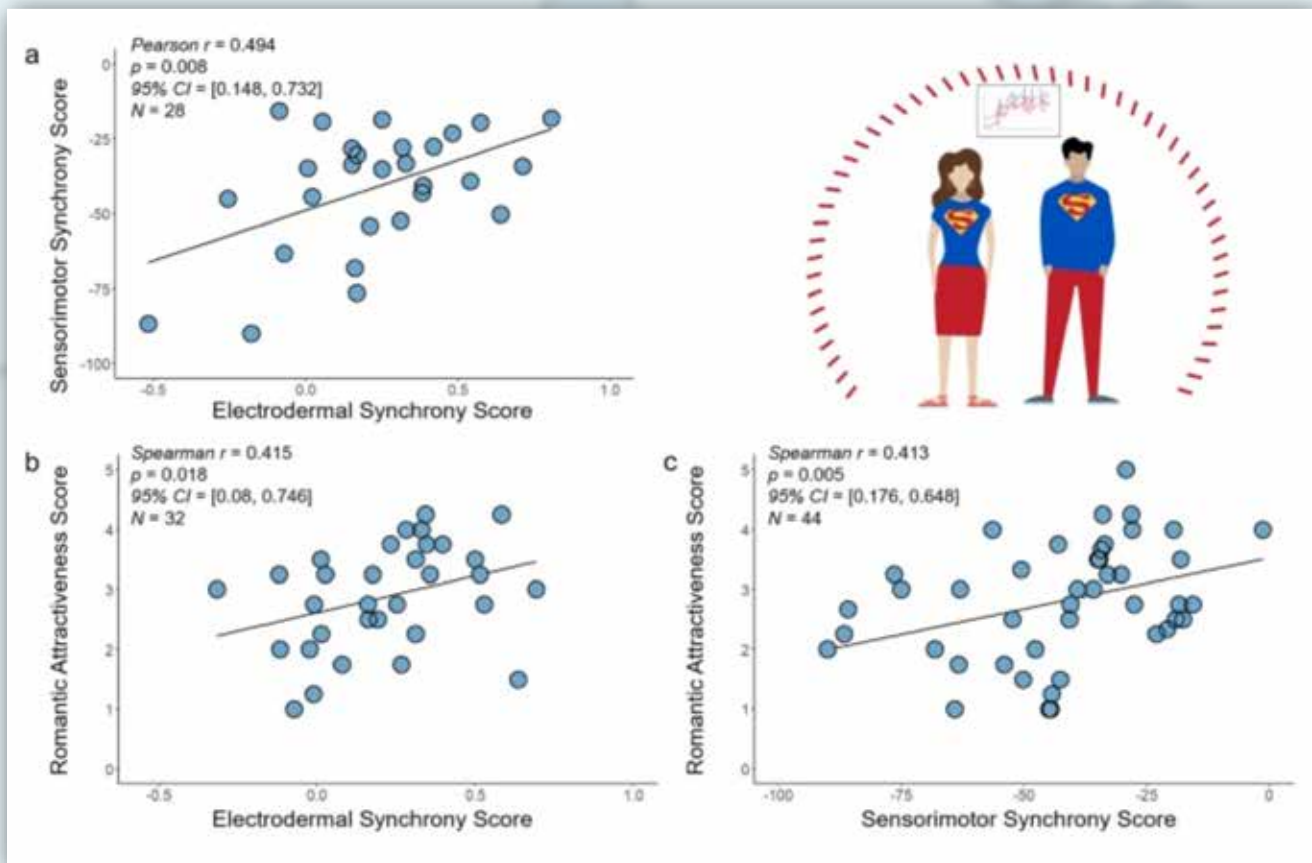 a
Pearson r = 0.494
p = 0.008
95% CI = [0.148, 0.732]
N = 28
Sensorimotor Synchrony Score
0
-25
-50
-75
-100
-0.5 0.0 0.5 1.0
Electrodermal Synchrony Score
S S
b
Spearman r = 0.415
p = 0.018
95% CI = [0.08, 0.746]
N = 32
Romantic Attractiveness Score
5
4
3
2
1
0
-0.5 0.0 0.5 1.0
Electrodermal Synchrony Score
c
Spearman r = 0.413
p = 0.005
95% CI = [0.176, 0.648]
N = 44
Romantic Attractiveness Score
5
4
3
2
1
0
-100 -75 -50 -25 0
Sensorimotor Synchrony Score